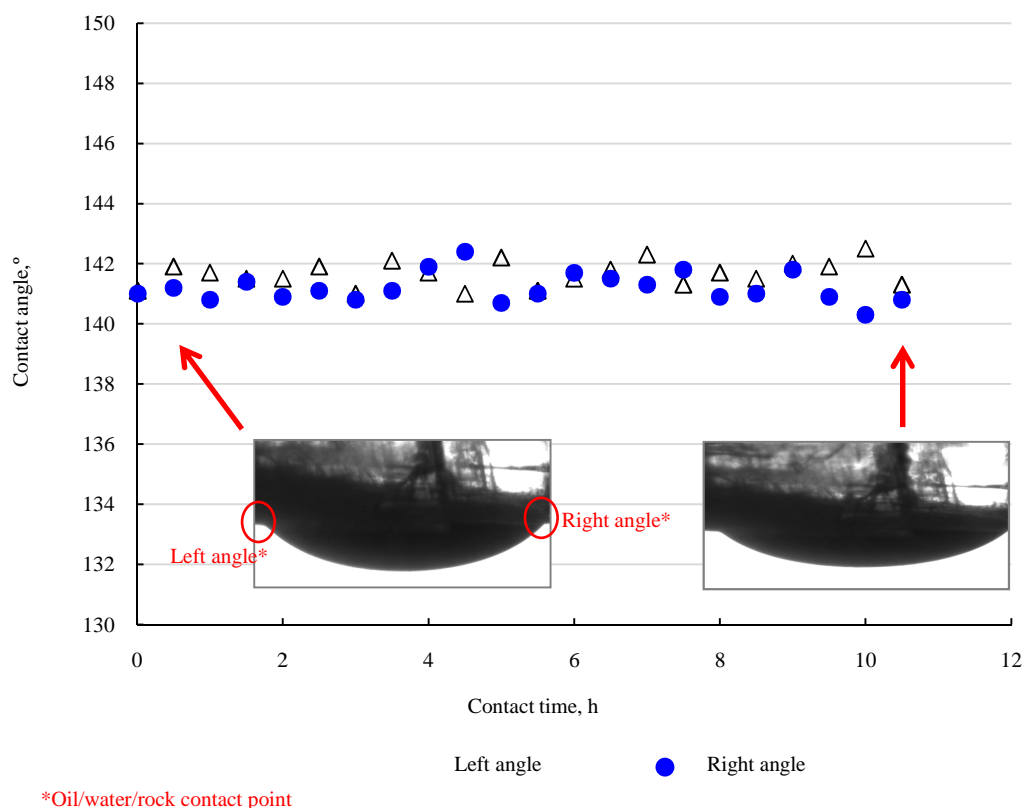 150
148
146
144
142
140
138
136
134
132
130
Contact angle,º
Left angle*
Right angle*
0 2 4 6 8 10 12
Contact time, h
Left angle Right angle
*Oil/water/rock contact point